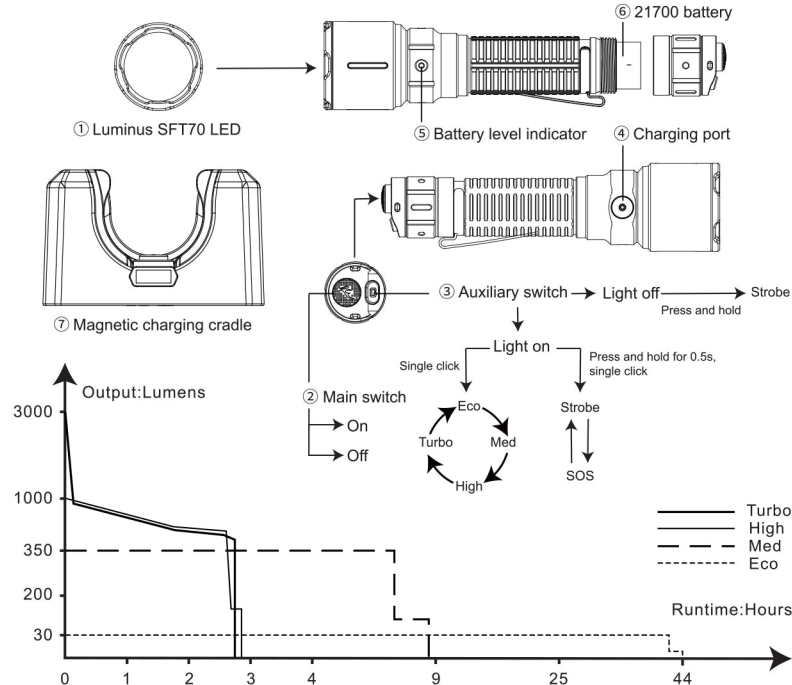 ⑥ 21700 battery
① Luminus SFT70 LED
⑤ Battery level indicator
④ Charging port
⑦ Magnetic charging cradle
③ Auxiliary switch
Light off
Press and hold
Strobe
Light on
Single click
Press and hold for 0.5s,
single click
② Main switch
On
Off
Eco
Med
High
Turbo
Strobe
SOS
Output:Lumens
3000
1000
350
200
30
Turbo
High
Med
Eco
Runtime:Hours
0 1 2 3 4 9 25 44